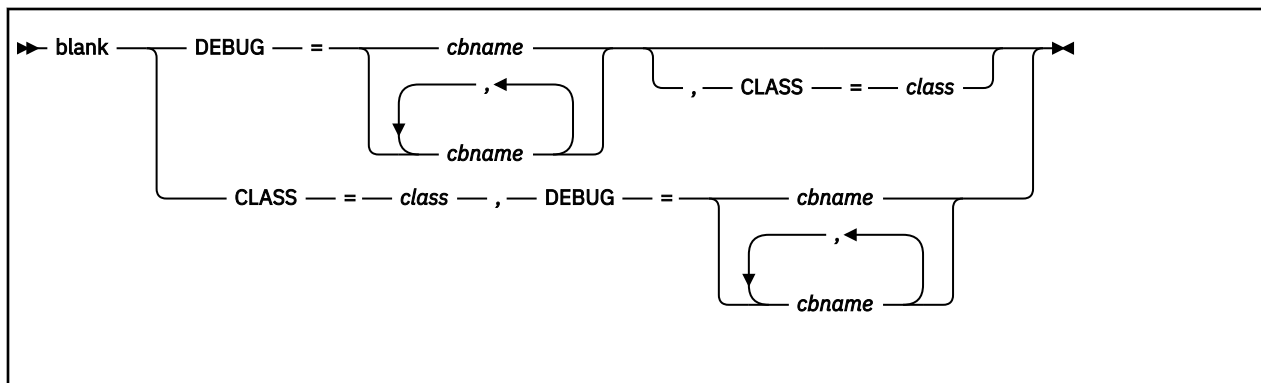 blank DEBUG = cbname
, CLASS = class
,
cbname
CLASS = class , DEBUG = cbname
,
cbname